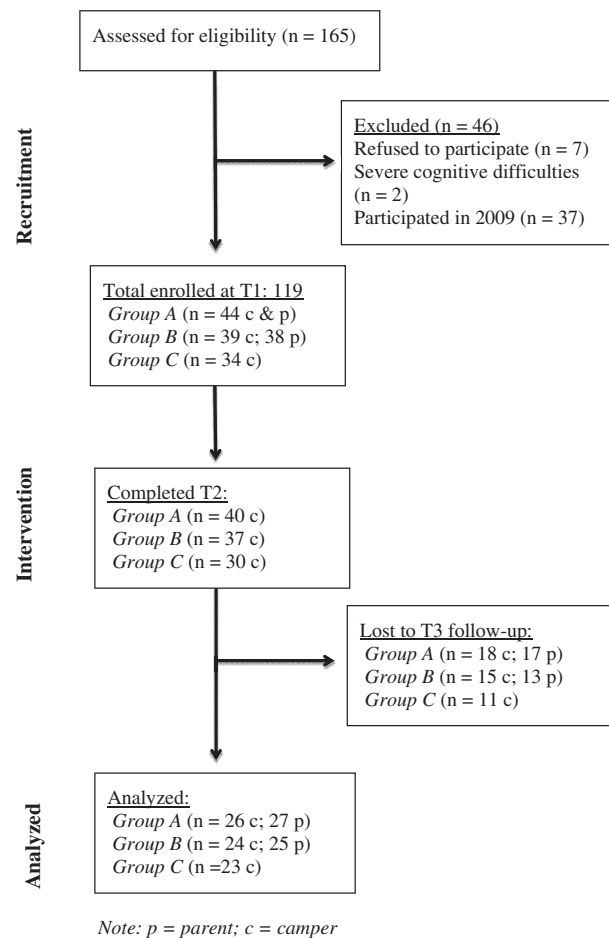 Assessed for eligibility (n = 165)
Recruitment
Excluded (n = 46)
Refused to participate (n = 7)
Severe cognitive difficulties
(n = 2)
Participated in 2009 (n = 37)
Total enrolled at T1: 119
Group A (n = 44 c & p)
Group B (n = 39 c; 38 p)
Group C (n = 34 c)
Intervention
Completed T2:
Group A (n = 40 c)
Group B (n = 37 c)
Group C (n = 30 c)
Lost to T3 follow-up:
Group A (n = 18 c; 17 p)
Group B (n = 15 c; 13 p)
Group C (n = 11 c)
Analyzed
Analyzed:
Group A (n = 26 c; 27 p)
Group B (n = 24 c; 25 p)
Group C (n =23 c)
Note: p = parent; c = camper